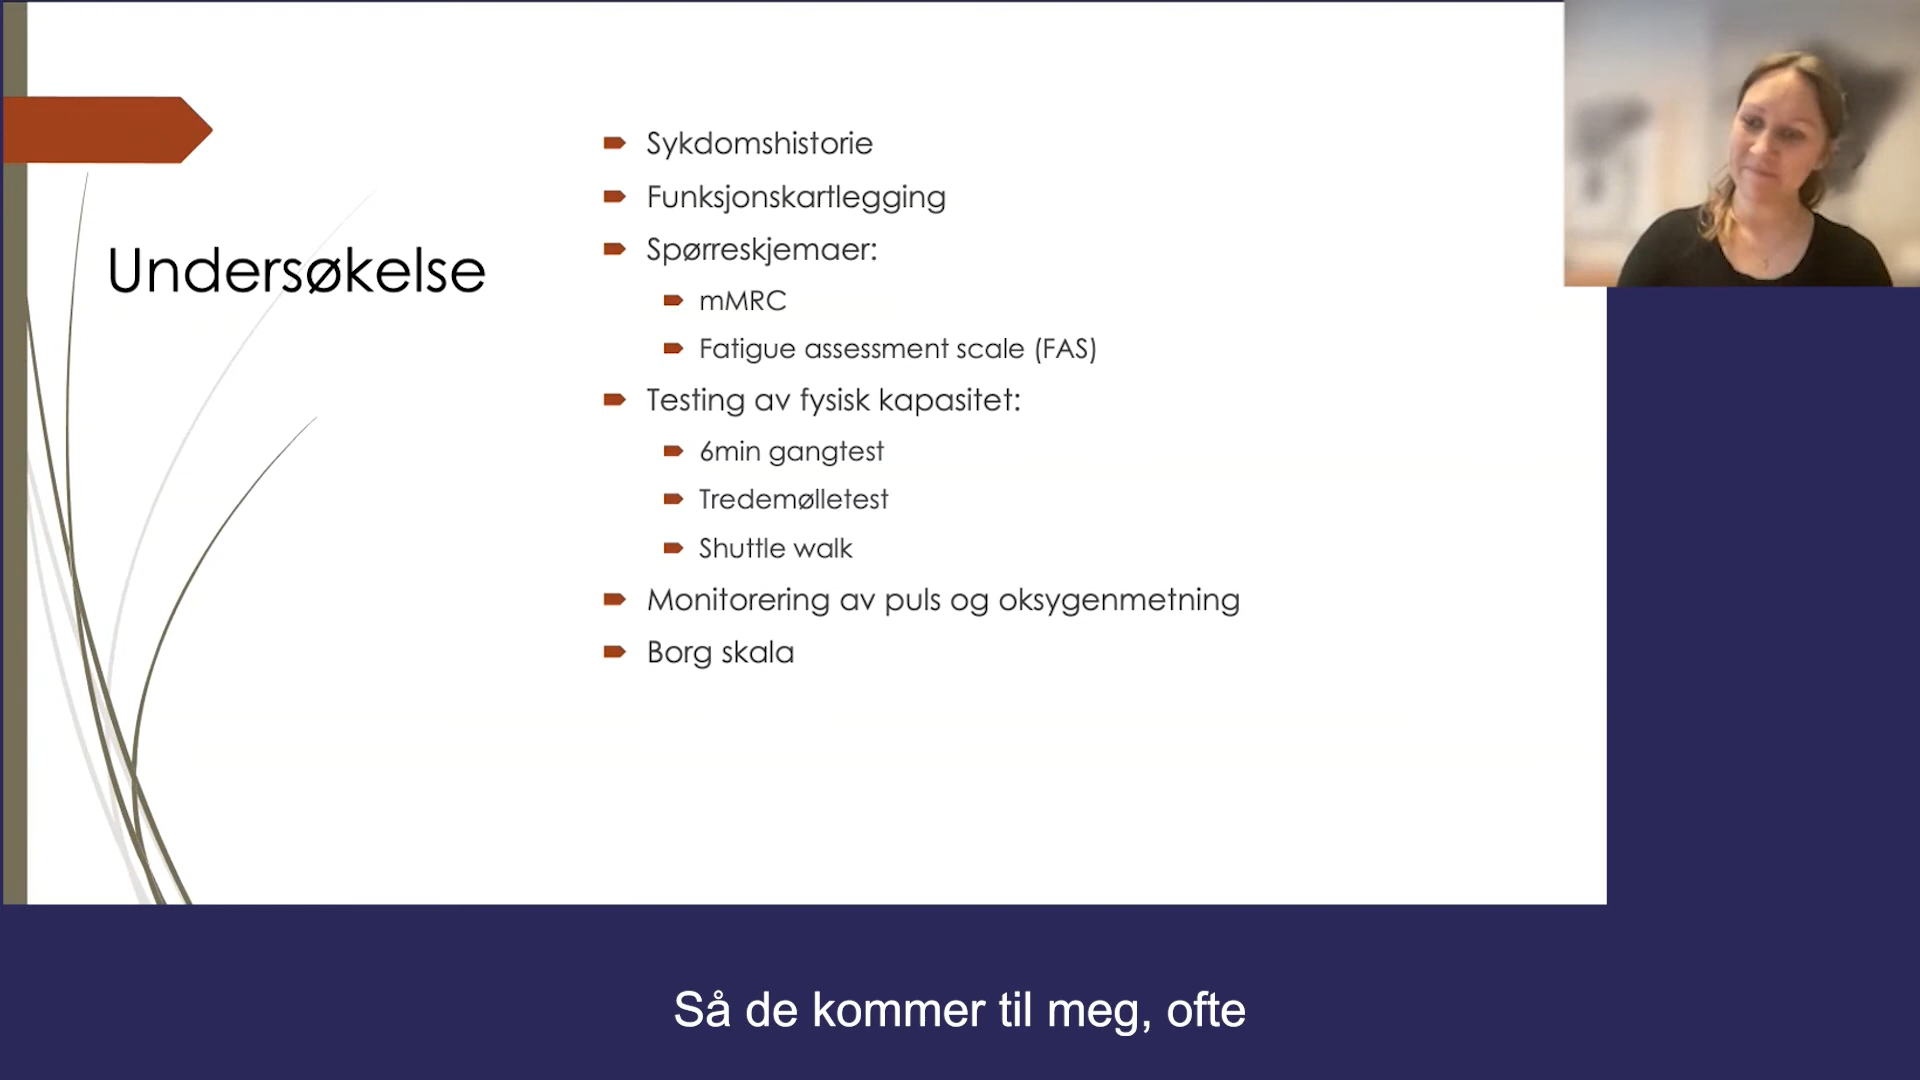 Undersøkelse
Sykdomshistorie
Funksjonskartlegging
Spørreskjemaer:
mMRC
Fatigue assessment scale (FAS)
Testing av fysisk kapasitet:
6min gangtest
Tredemølletest
Shuttle walk
Monitorering av puls og oksygenmetning
Borg skala
Så de kommer til meg, ofte